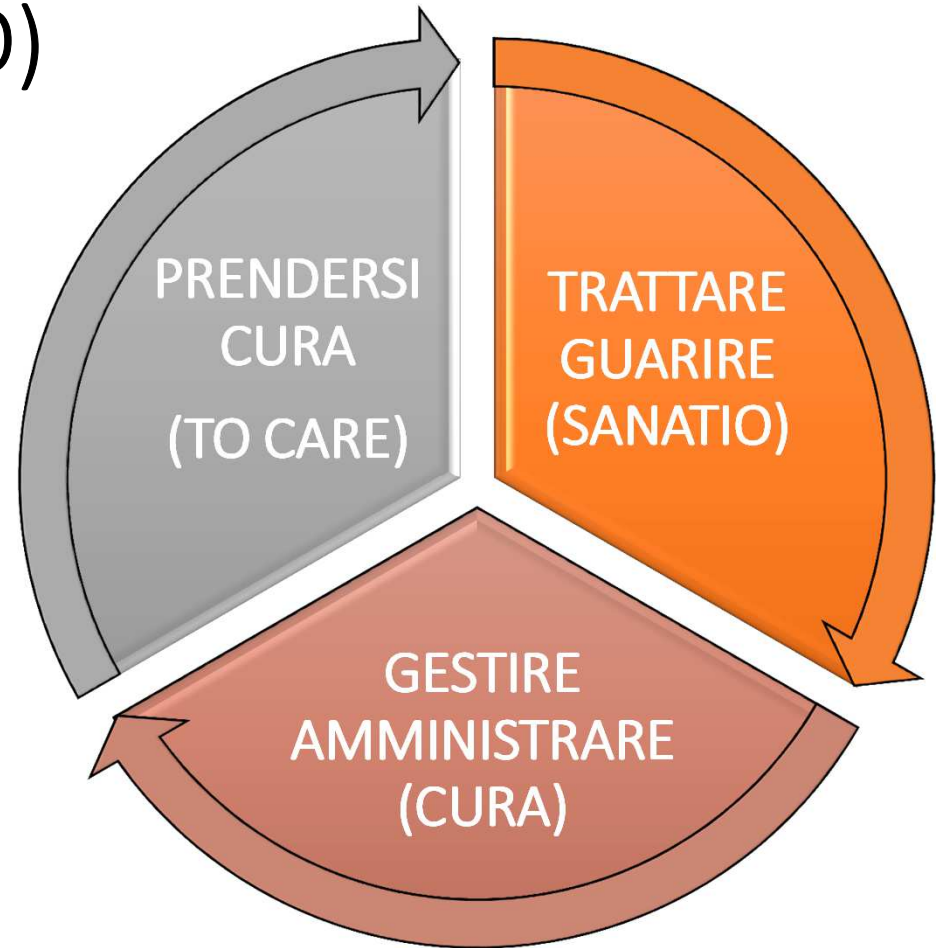 )
PRENDERSI
CURA
(TO CARE)
TRATTARE
GUARIRE
(SANATIO)
GESTIRE
AMMINISTRARE
(CURA)